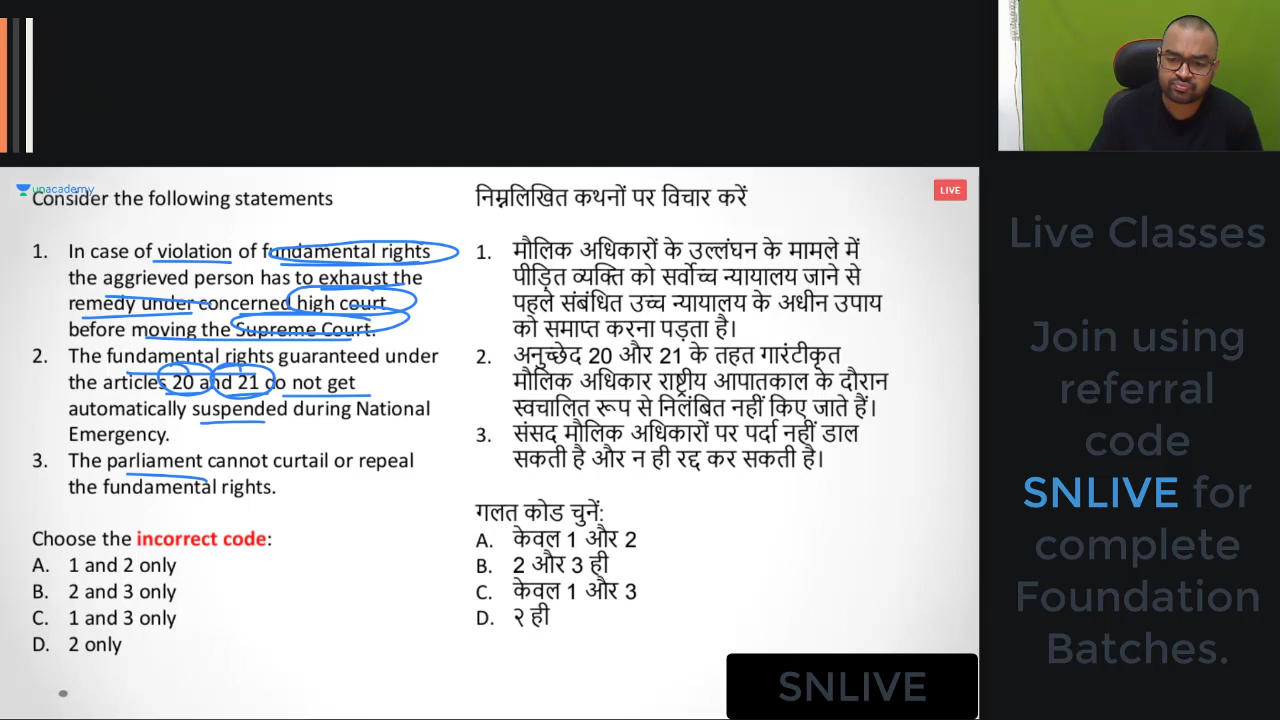 unacademy
Consider the following statements
1. In case of violation of fundamental rights
the aggrieved person has to exhaust the
remedy under concerned high court
before moving the Supreme Court.
2. The fundamental rights guaranteed under
the articles 20 and 21 do not get
automatically suspended during National
Emergency.
3. The parliament cannot curtail or repeal
the fundamental rights.
Choose the incorrect code:
A. 1 and 2 only
B. 2 and 3 only
C. 1 and 3 only
D. 2 only
निम्नलिखित कथनों पर विचार करें
1. मौलिक अधिकारों के उल्लंघन के मामले में
पीड़ित व्यक्ति को सर्वोच्च न्यायालय जाने से
पहले संबंधित उच्च न्यायालय के अधीन उपाय
को समाप्त करना पड़ता है।
2. अनुच्छेद 20 और 21 के तहत गारंटीकृत
मौलिक अधिकार राष्ट्रीय आपातकाल के दौरान
स्वचालित रूप से निलंबित नहीं किए जाते हैं।
3. संसद मौलिक अधिकारों पर पर्दा नहीं डाल
सकती है और न ही रद्द कर सकती है।
गलत कोड चुनें:
A. केवल 1 और 2
B. 2 और 3 ही
C. केवल 1 और 3
D. २ ही
LIVE
SNLIVE
Live Classes
Join using
referral
code
SNLIVE for
complete
Foundation
Batches.